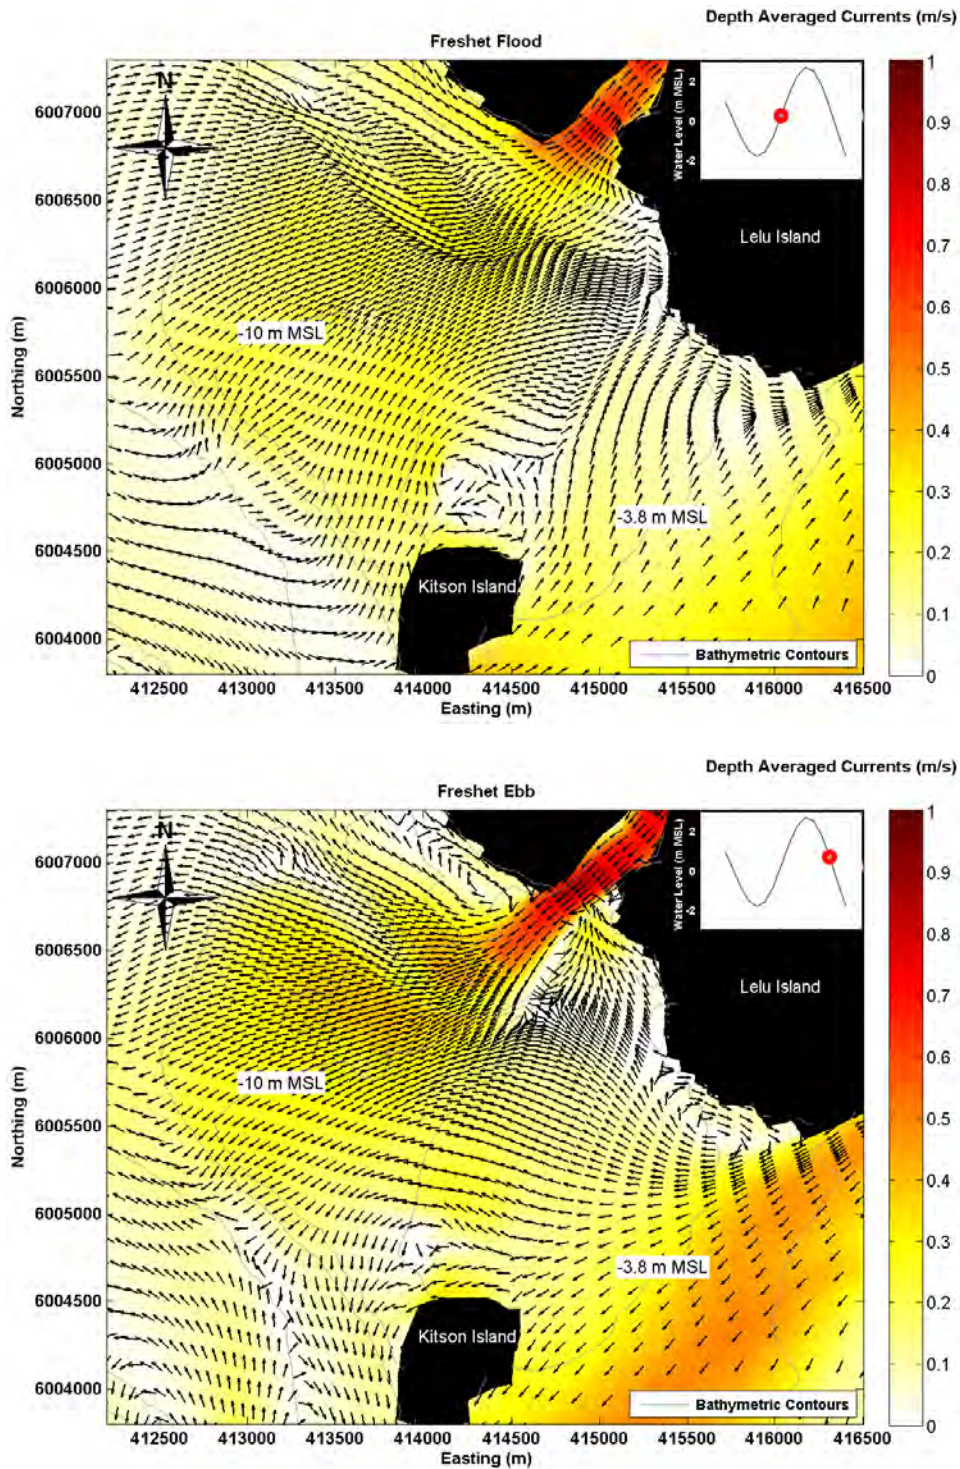 Depth Averaged Currents (m/s)
Freshet Flood
N
Water Level (m MSL)
2
0
-2
Lelu Island
-10 m MSL
-3.8 m MSL
Kitson Island
Bathymetric Contours
Northing (m)
6007000
6006500
6006000
6005500
6005000
6004500
6004000
412500 413000 413500 414000 414500 415000 415500 416000 416500
Easting (m)
1
0.9
0.8
0.7
0.6
0.5
0.4
0.3
0.2
0.1
0
Depth Averaged Currents (m/s)
Freshet Ebb
N
Water Level (m MSL)
2
0
-2
Lelu Island
-10 m MSL
-3.8 m MSL
Kitson Island
Bathymetric Contours
Northing (m)
6007000
6006500
6006000
6005500
6005000
6004500
6004000
412500 413000 413500 414000 414500 415000 415500 416000 416500
Easting (m)
1
0.9
0.8
0.7
0.6
0.5
0.4
0.3
0.2
0.1
0